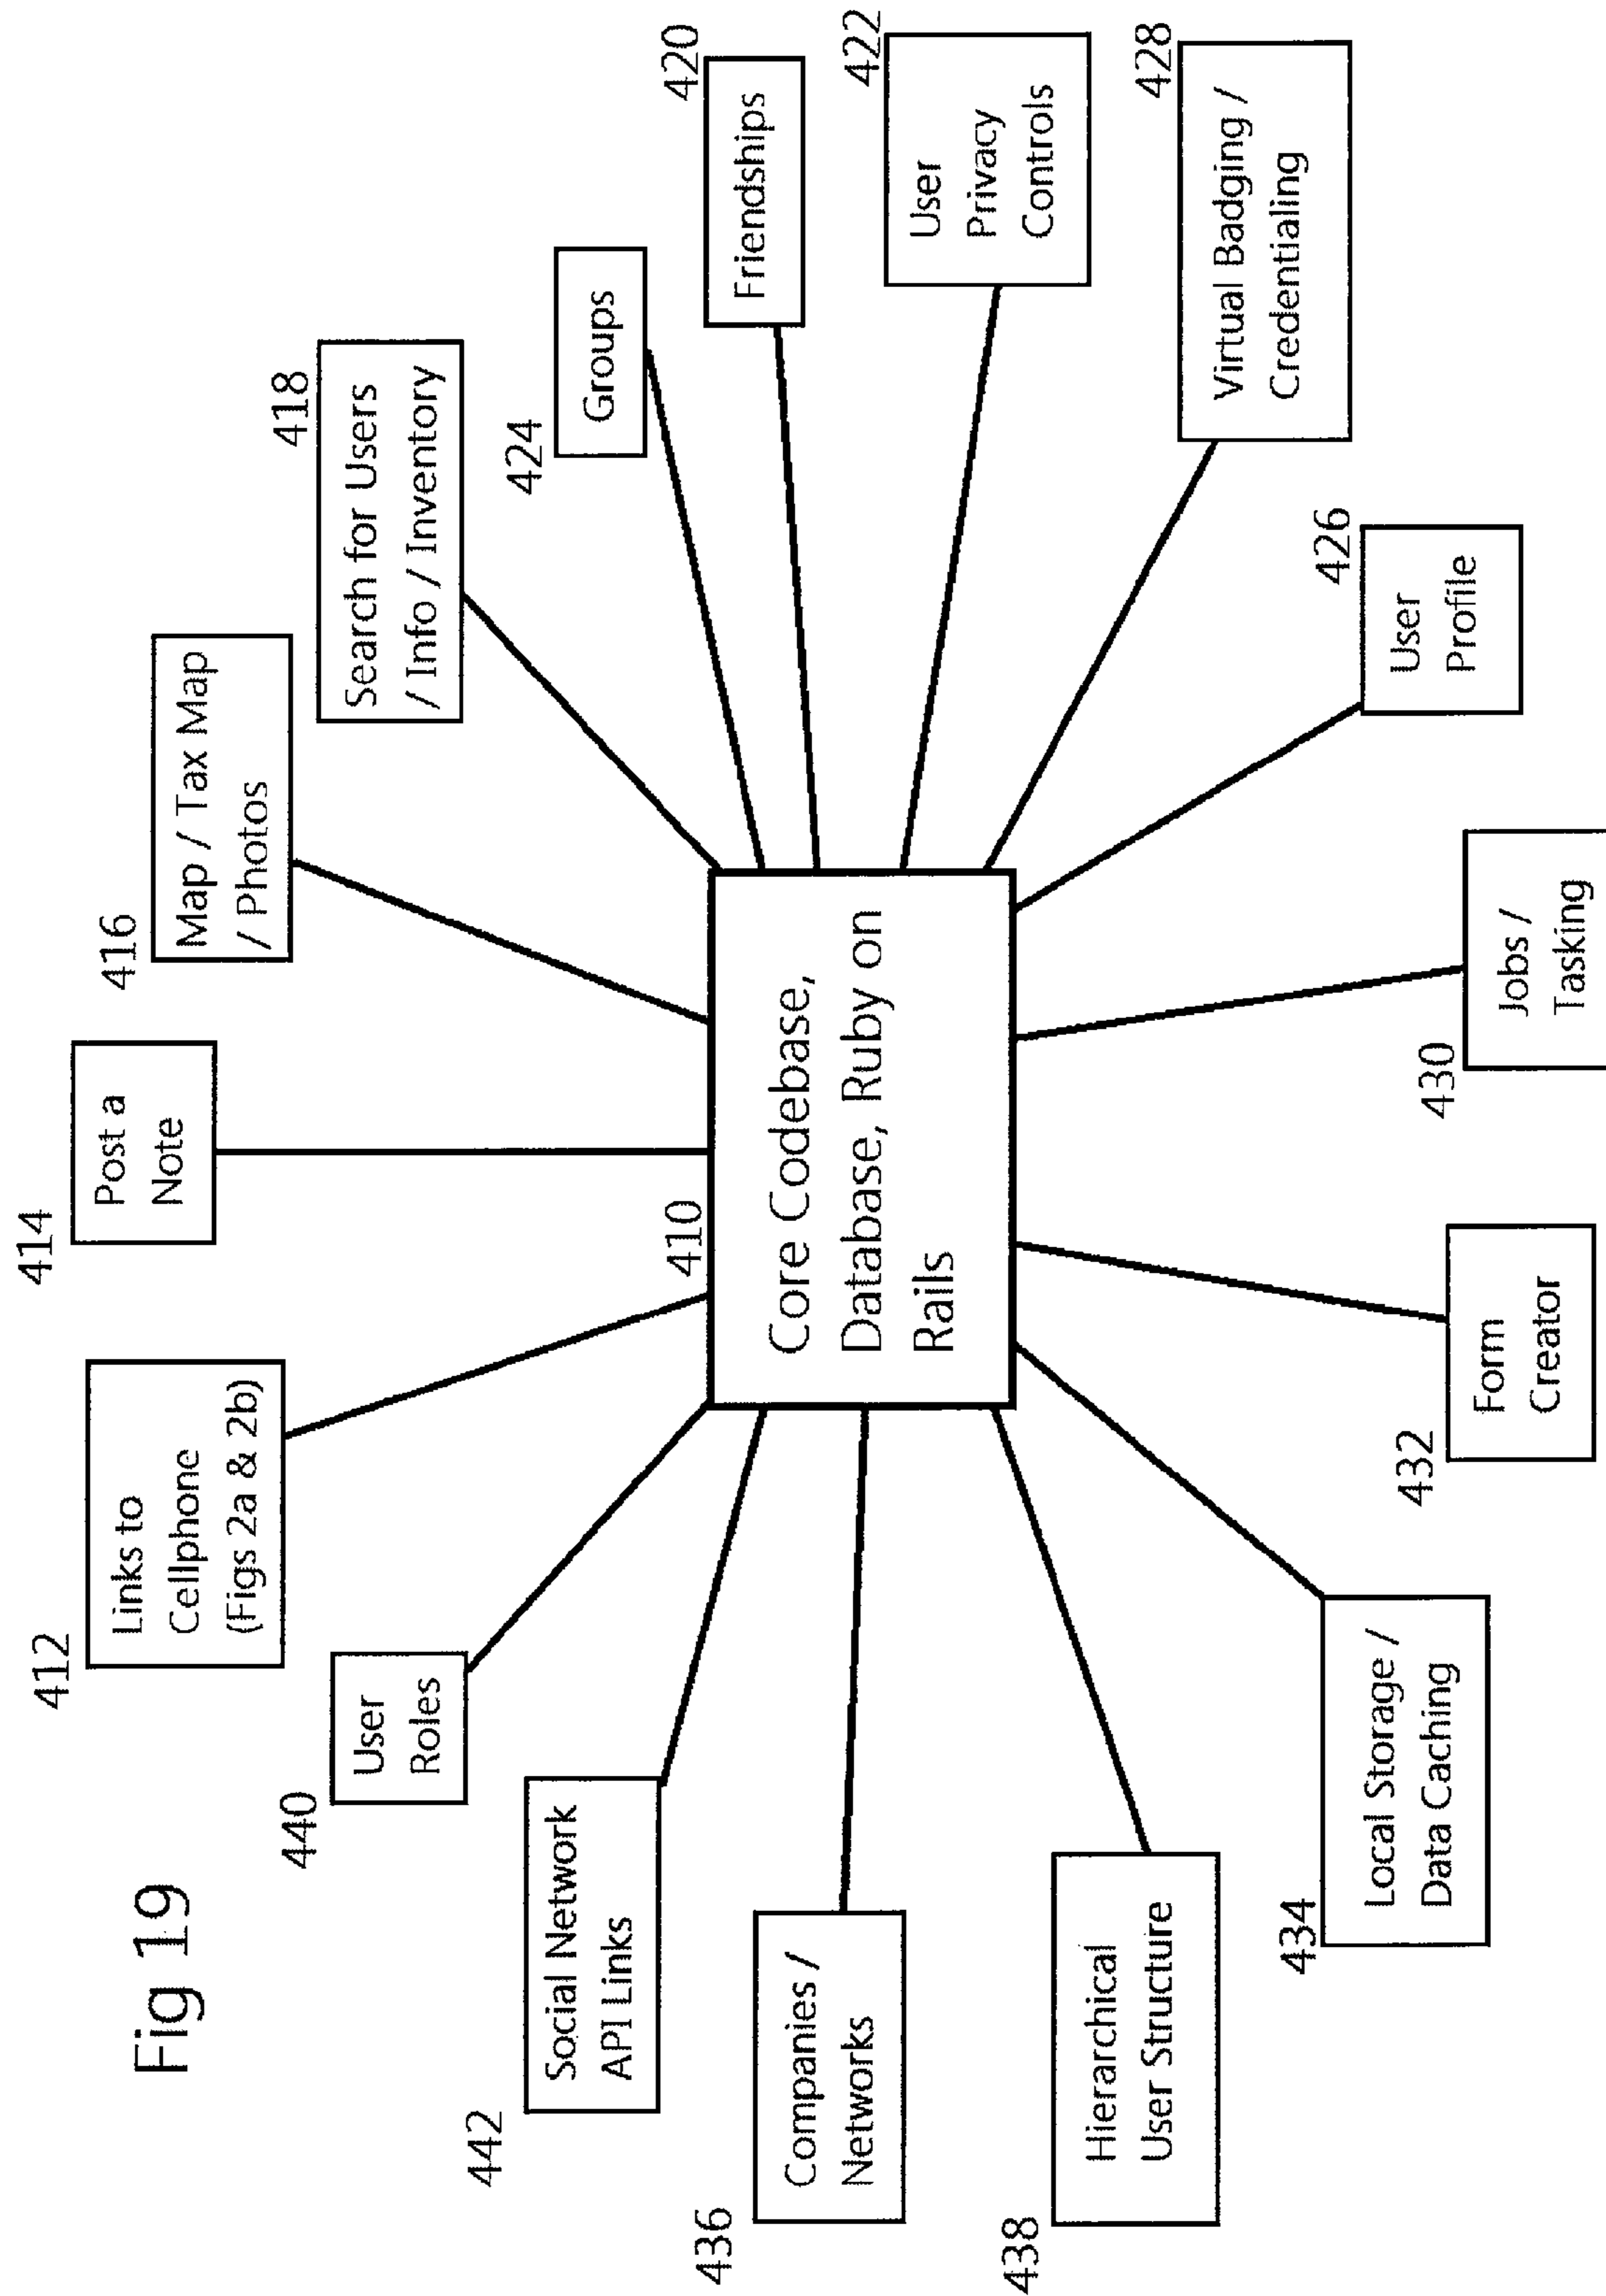 Fig 19
412
Links to
Cellphone
(Figs 2a & 2b)
414
Post a
Note
416
Map / Tax Map
/ Photos
418
Search for Users
/ Info / Inventory
424
Groups
420
Friendships
422
User
Privacy
Controls
428
Virtual Badging /
Credentialing
426
User
Profile
430
Jobs /
Tasking
432
Form
Creator
434
Local Storage /
Data Caching
438
Hierarchical
User Structure
436
Companies /
Networks
442
Social Network
API Links
440
User
Roles
410
Core Codebase,
Database, Ruby on
Rails